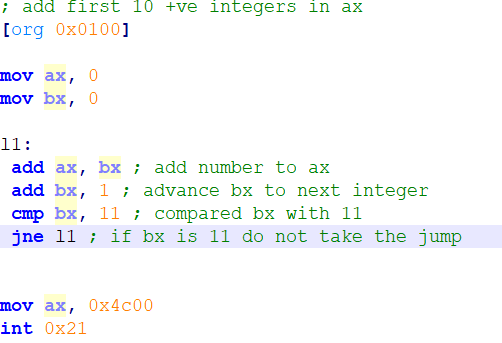 ; add first 10 +ve integers in ax
[org 0x0100]
mov ax, 0
mov bx, 0
l1:
add ax, bx ; add number to ax
add bx, 1 ; advance bx to next integer
cmp bx, 11 ; compared bx with 11
jne l1 ; if bx is 11 do not take the jump
mov ax, 0x4c00
int 0x21